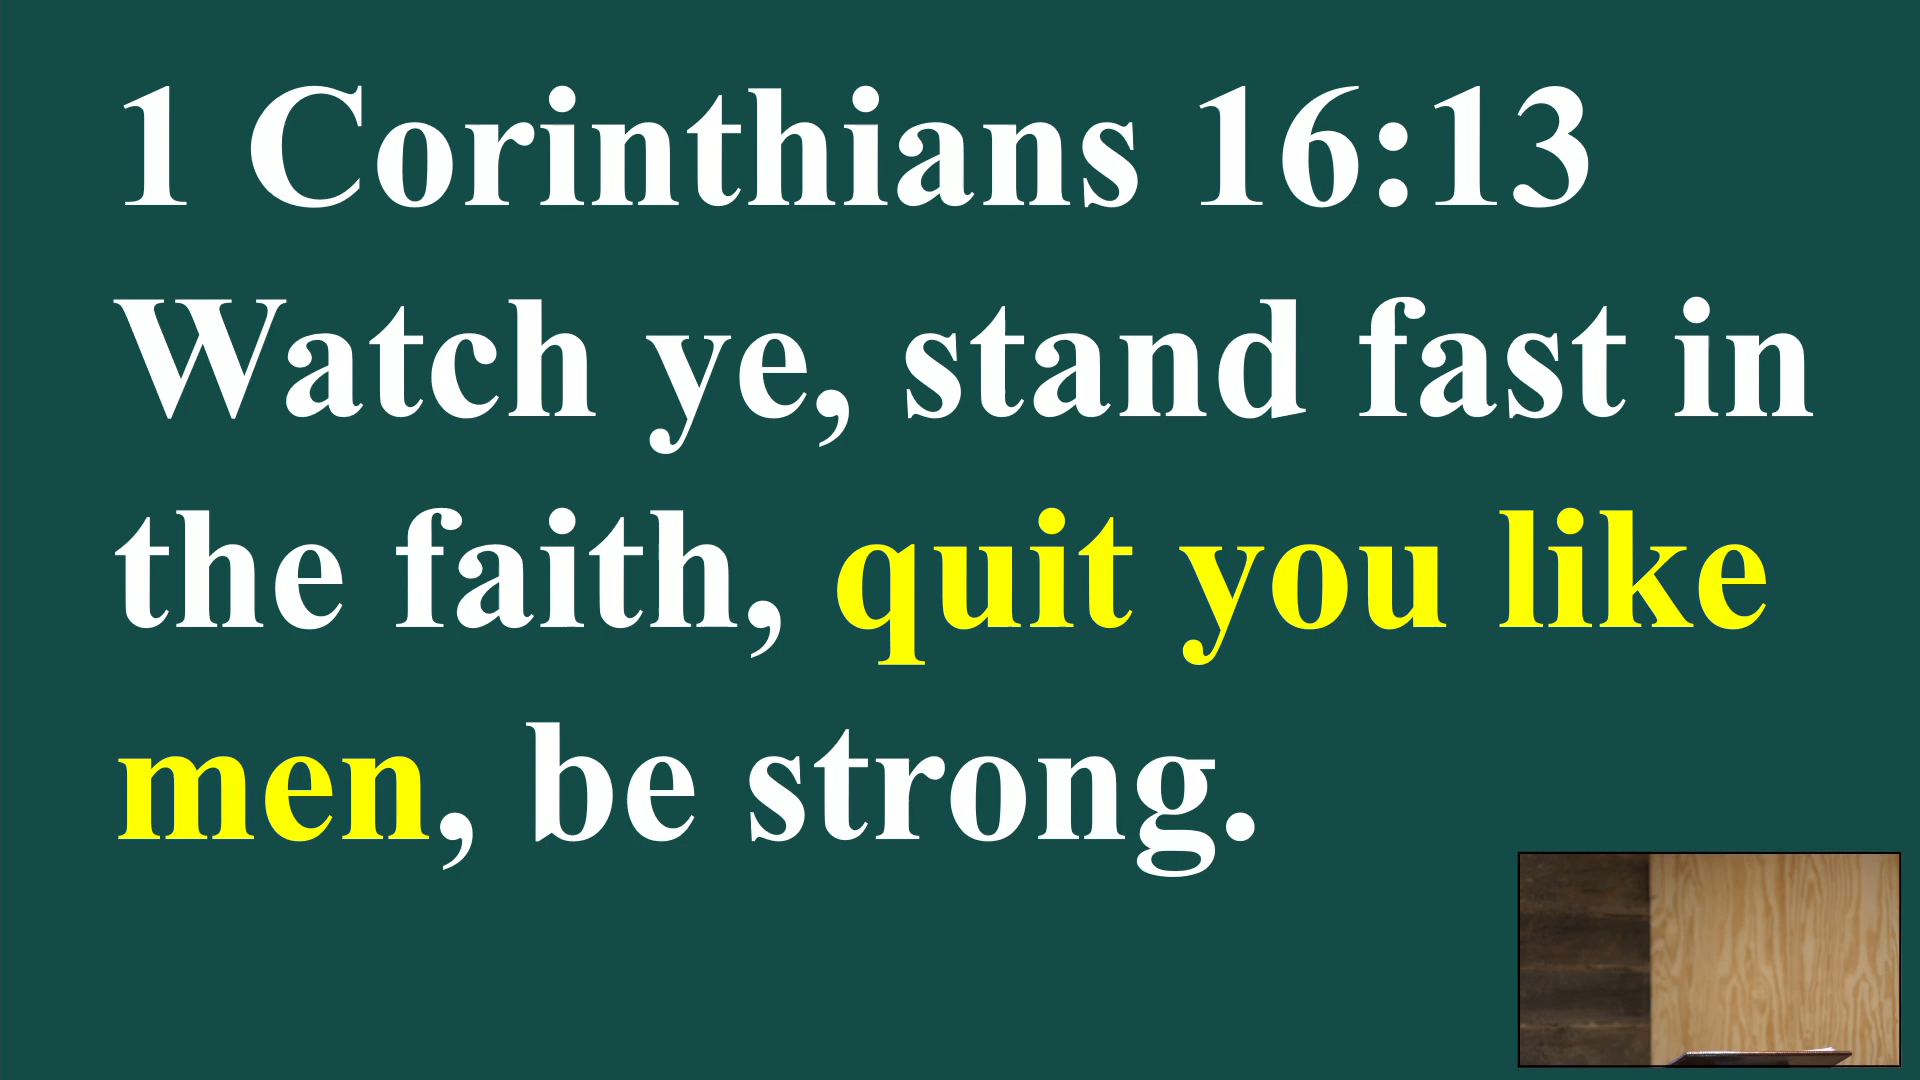 1 Corinthians 16:13
Watch ye, stand fast in
the faith, quit you like
men, be strong.